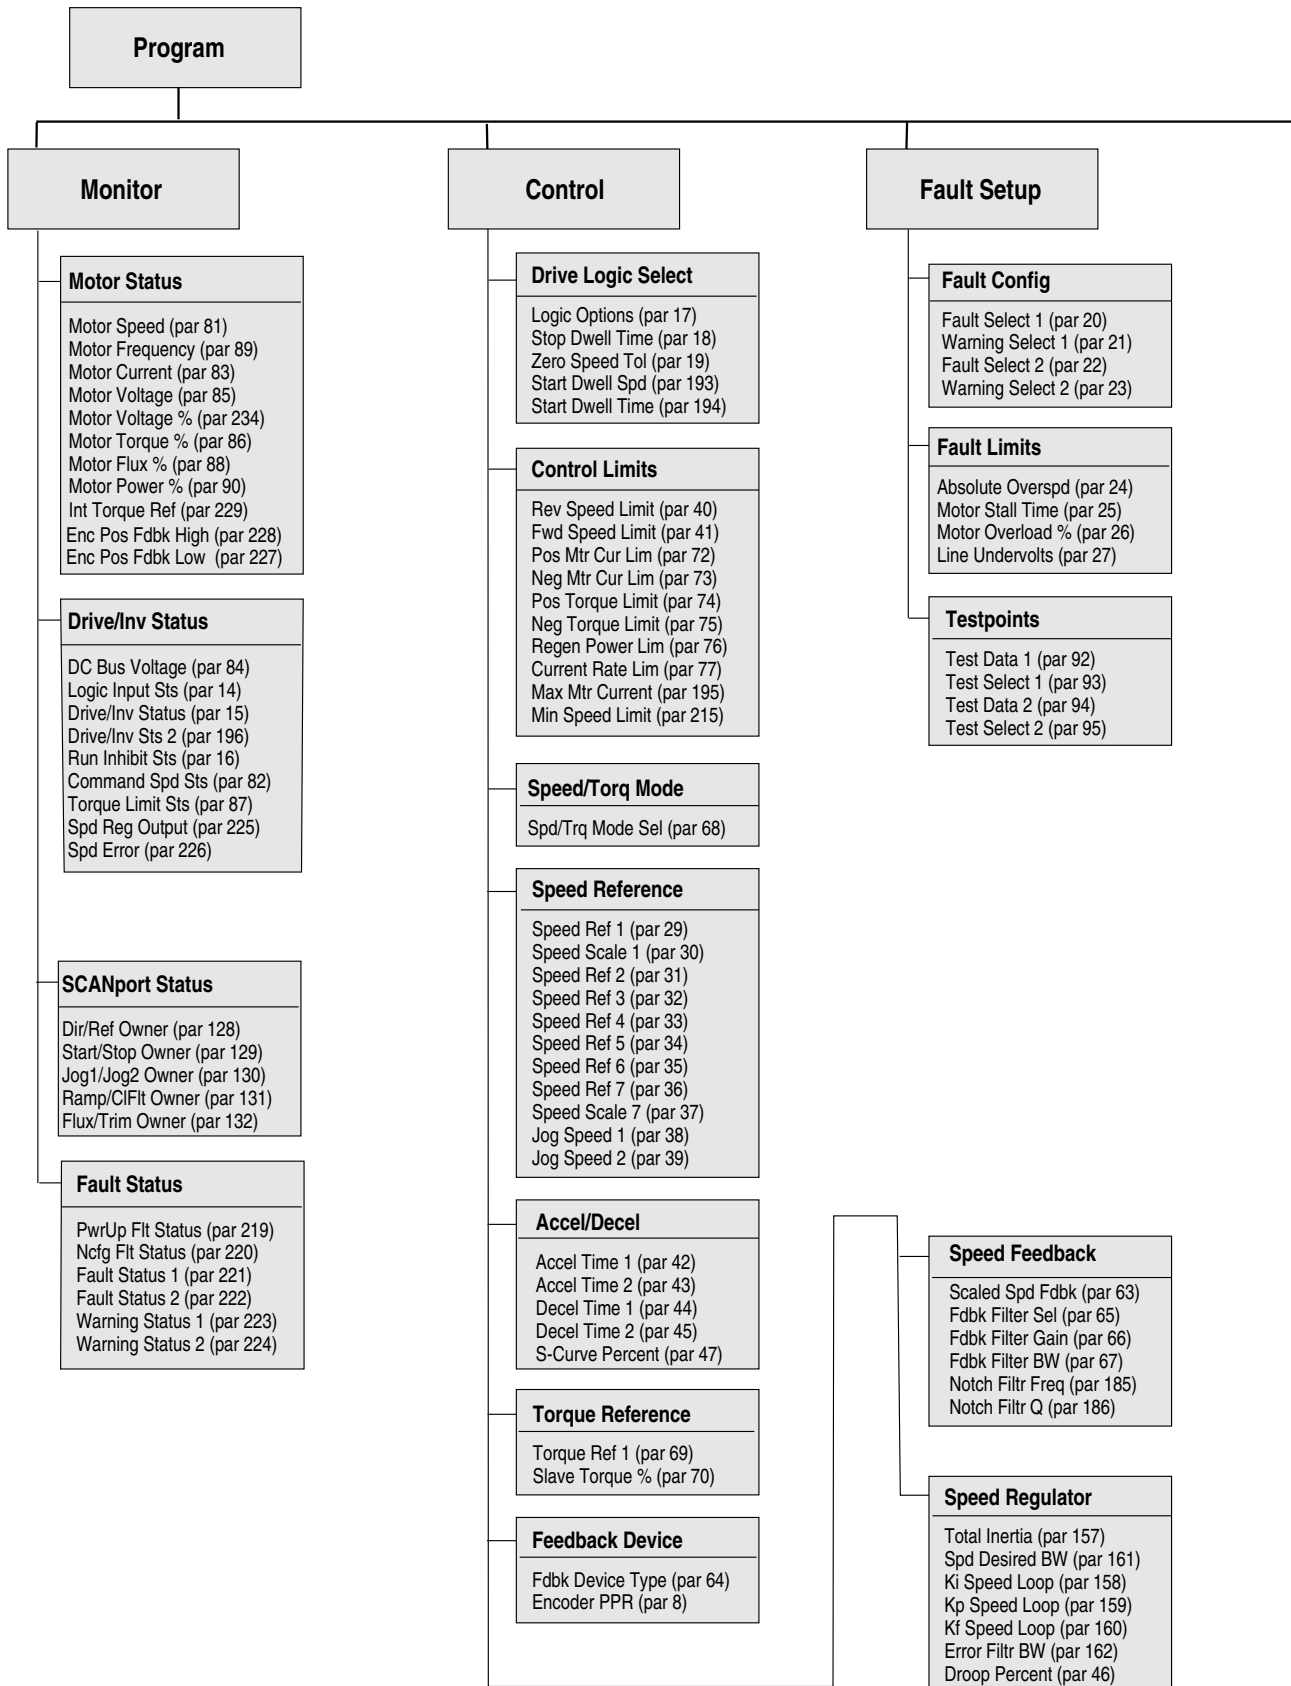 Program
Monitor
Motor Status
Motor Speed (par 81)
Motor Frequency (par 89)
Motor Current (par 83)
Motor Voltage (par 85)
Motor Voltage % (par 234)
Motor Torque % (par 86)
Motor Flux % (par 88)
Motor Power % (par 90)
Int Torque Ref (par 229)
Enc Pos Fdbk High (par 228)
Enc Pos Fdbk Low (par 227)
Drive/Inv Status
DC Bus Voltage (par 84)
Logic Input Sts (par 14)
Drive/Inv Status (par 15)
Drive/Inv Sts 2 (par 196)
Run Inhibit Sts (par 16)
Command Spd Sts (par 82)
Torque Limit Sts (par 87)
Spd Reg Output (par 225)
Spd Error (par 226)
SCANport Status
Dir/Ref Owner (par 128)
Start/Stop Owner (par 129)
Jog1/Jog2 Owner (par 130)
Ramp/ClFlt Owner (par 131)
Flux/Trim Owner (par 132)
Fault Status
PwrUp Flt Status (par 219)
Ncfg Flt Status (par 220)
Fault Status 1 (par 221)
Fault Status 2 (par 222)
Warning Status 1 (par 223)
Warning Status 2 (par 224)
Control
Drive Logic Select
Logic Options (par 17)
Stop Dwell Time (par 18)
Zero Speed Tol (par 19)
Start Dwell Spd (par 193)
Start Dwell Time (par 194)
Control Limits
Rev Speed Limit (par 40)
Fwd Speed Limit (par 41)
Pos Mtr Cur Lim (par 72)
Neg Mtr Cur Lim (par 73)
Pos Torque Limit (par 74)
Neg Torque Limit (par 75)
Regen Power Lim (par 76)
Current Rate Lim (par 77)
Max Mtr Current (par 195)
Min Speed Limit (par 215)
Speed/Torq Mode
Spd/Trq Mode Sel (par 68)
Speed Reference
Speed Ref 1 (par 29)
Speed Scale 1 (par 30)
Speed Ref 2 (par 31)
Speed Ref 3 (par 32)
Speed Ref 4 (par 33)
Speed Ref 5 (par 34)
Speed Ref 6 (par 35)
Speed Ref 7 (par 36)
Speed Scale 7 (par 37)
Jog Speed 1 (par 38)
Jog Speed 2 (par 39)
Accel/Decel
Accel Time 1 (par 42)
Accel Time 2 (par 43)
Decel Time 1 (par 44)
Decel Time 2 (par 45)
S-Curve Percent (par 47)
Torque Reference
Torque Ref 1 (par 69)
Slave Torque % (par 70)
Feedback Device
Fdbk Device Type (par 64)
Encoder PPR (par 8)
Fault Setup
Fault Config
Fault Select 1 (par 20)
Warning Select 1 (par 21)
Fault Select 2 (par 22)
Warning Select 2 (par 23)
Fault Limits
Absolute Overspd (par 24)
Motor Stall Time (par 25)
Motor Overload % (par 26)
Line Undervolts (par 27)
Testpoints
Test Data 1 (par 92)
Test Select 1 (par 93)
Test Data 2 (par 94)
Test Select 2 (par 95)
Speed Feedback
Scaled Spd Fdbk (par 63)
Fdbk Filter Sel (par 65)
Fdbk Filter Gain (par 66)
Fdbk Filter BW (par 67)
Notch Filtr Freq (par 185)
Notch Filtr Q (par 186)
Speed Regulator
Total Inertia (par 157)
Spd Desired BW (par 161)
Ki Speed Loop (par 158)
Kp Speed Loop (par 159)
Kf Speed Loop (par 160)
Error Filtr BW (par 162)
Droop Percent (par 46)